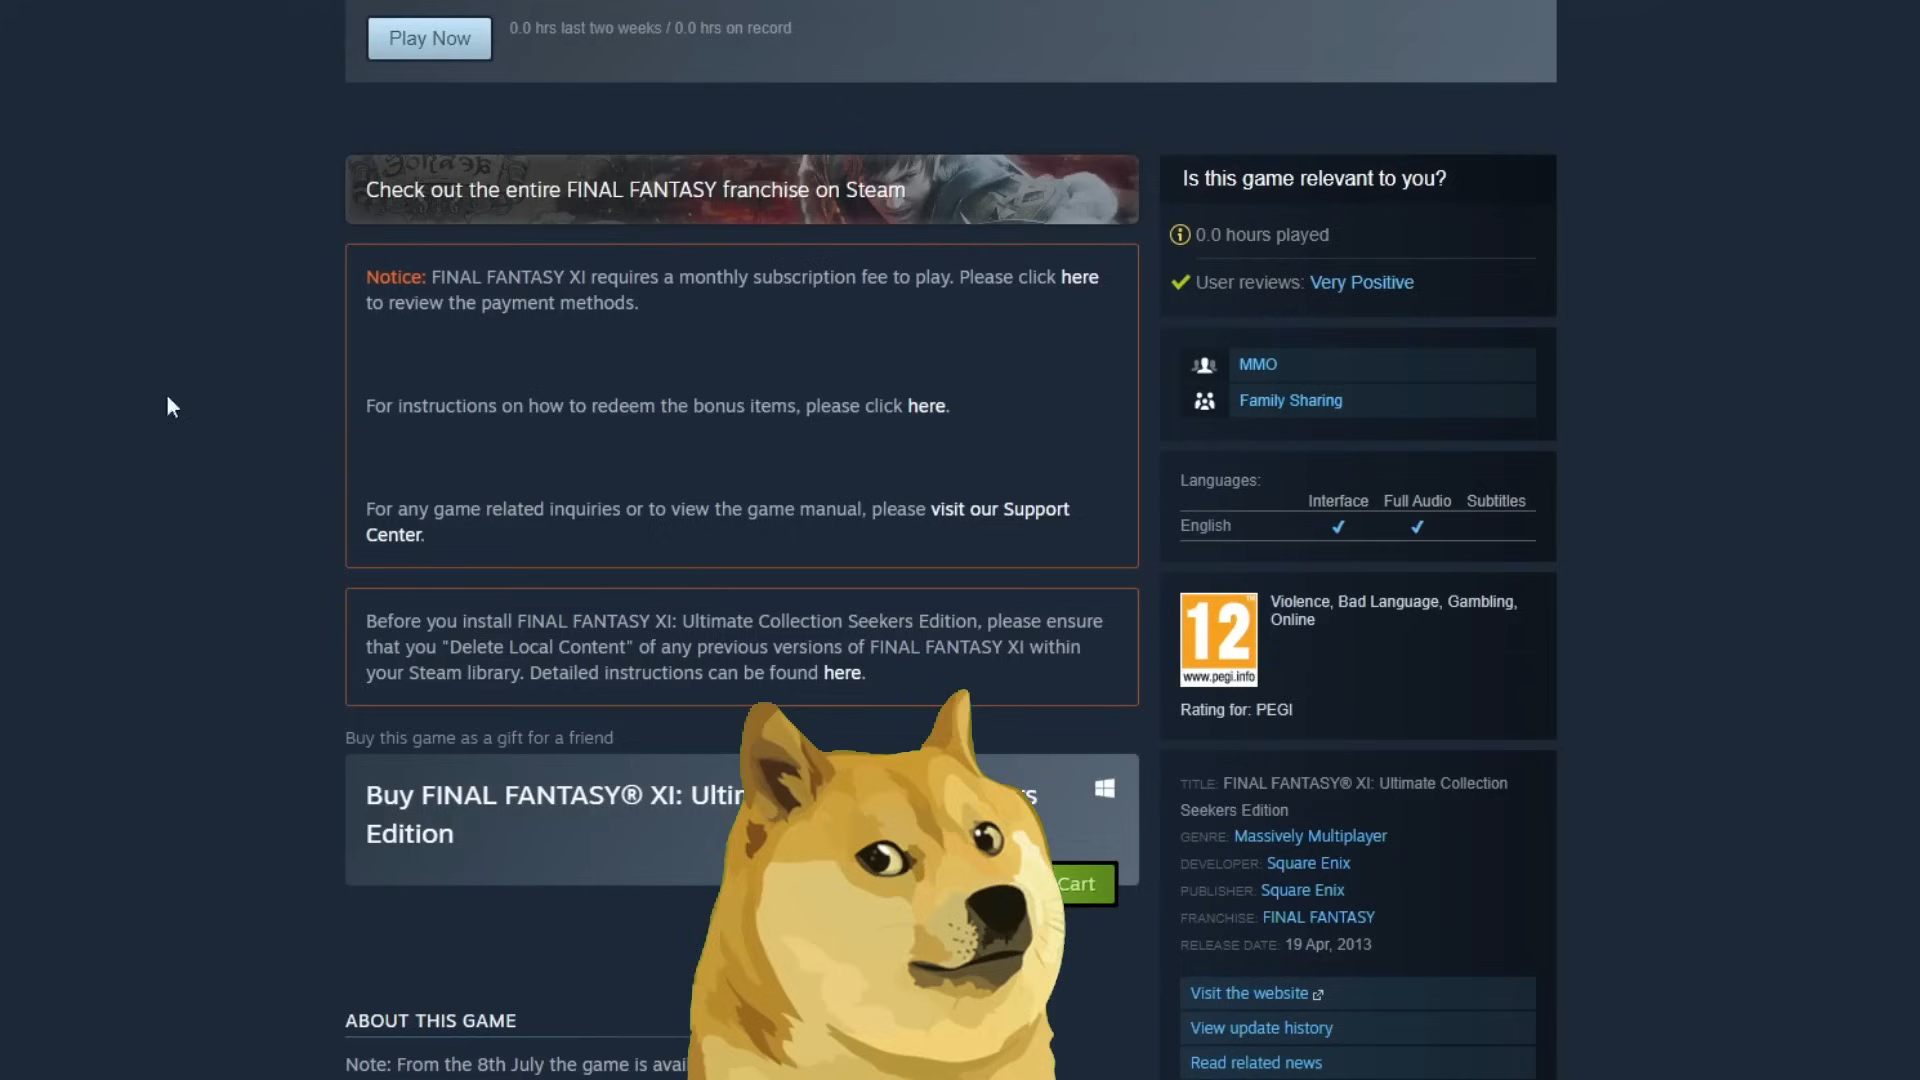 Play Now
0.0 hrs last two weeks / 0.0 hrs on record
Check out the entire FINAL FANTASY franchise on Steam
Notice: FINAL FANTASY XI requires a monthly subscription fee to play. Please click here
to review the payment methods.
For instructions on how to redeem the bonus items, please click here.
For any game related inquiries or to view the game manual, please visit our Support
Center.
Before you install FINAL FANTASY XI: Ultimate Collection Seekers Edition, please ensure
that you "Delete Local Content" of any previous versions of FINAL FANTASY XI within
your Steam library. Detailed instructions can be found here.
Buy this game as a gift for a friend
Buy FINAL FANTASY® XI:
Edition
Cart
ABOUT THIS GAME
Note: From the 8th July the game is
Is this game relevant to you?
0.0 hours played
User reviews: Very Positive
MMO
Family Sharing
Languages:
Interface Full Audio Subtitles
English
12
www.pegi.info
Violence, Bad Language, Gambling,
Online
Rating for: PEGI
TITLE: FINAL FANTASY® XI: Ultimate Collection
Seekers Edition
GENRE: Massively Multiplayer
DEVELOPER: Square Enix
PUBLISHER: Square Enix
FRANCHISE: FINAL FANTASY
RELEASE DATE: 19 Apr, 2013
Visit the website
View update history
Read related news